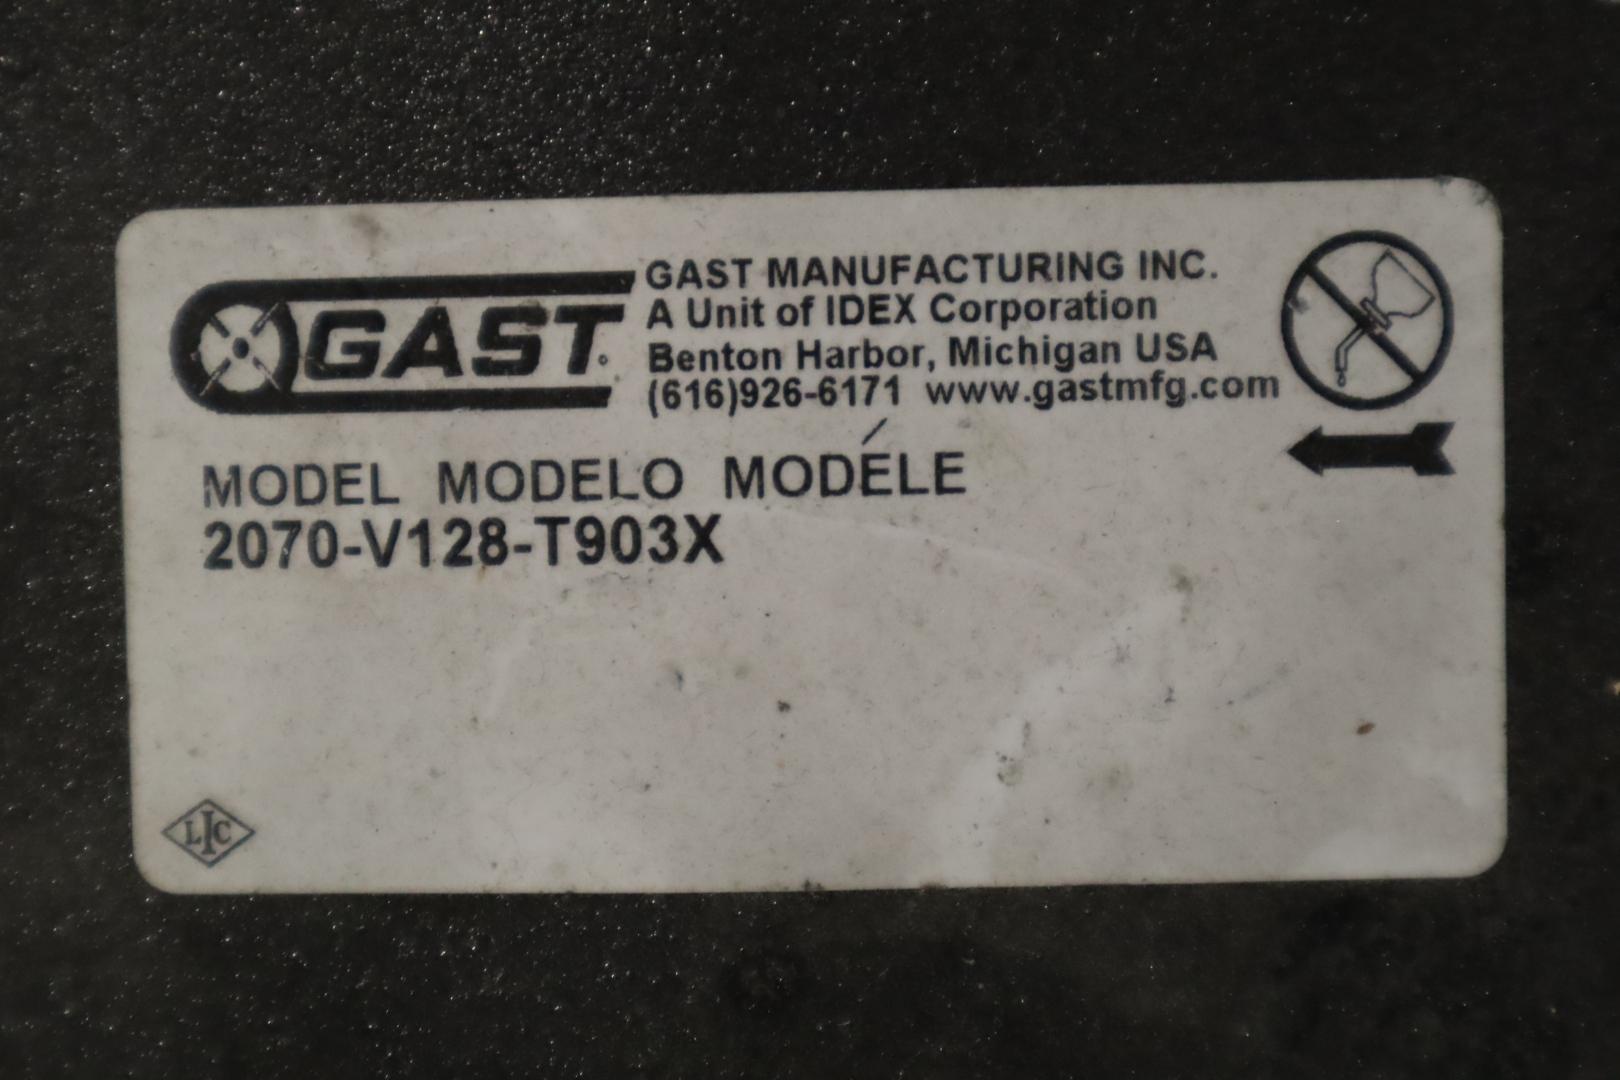 GAST
GAST MANUFACTURING INC.
A Unit of IDEX Corporation
Benton Harbor, Michigan USA
(616)926-6171 www.gastmfg.com
MODEL MODELO MODÉLE
2070-V128-T903X
LIC